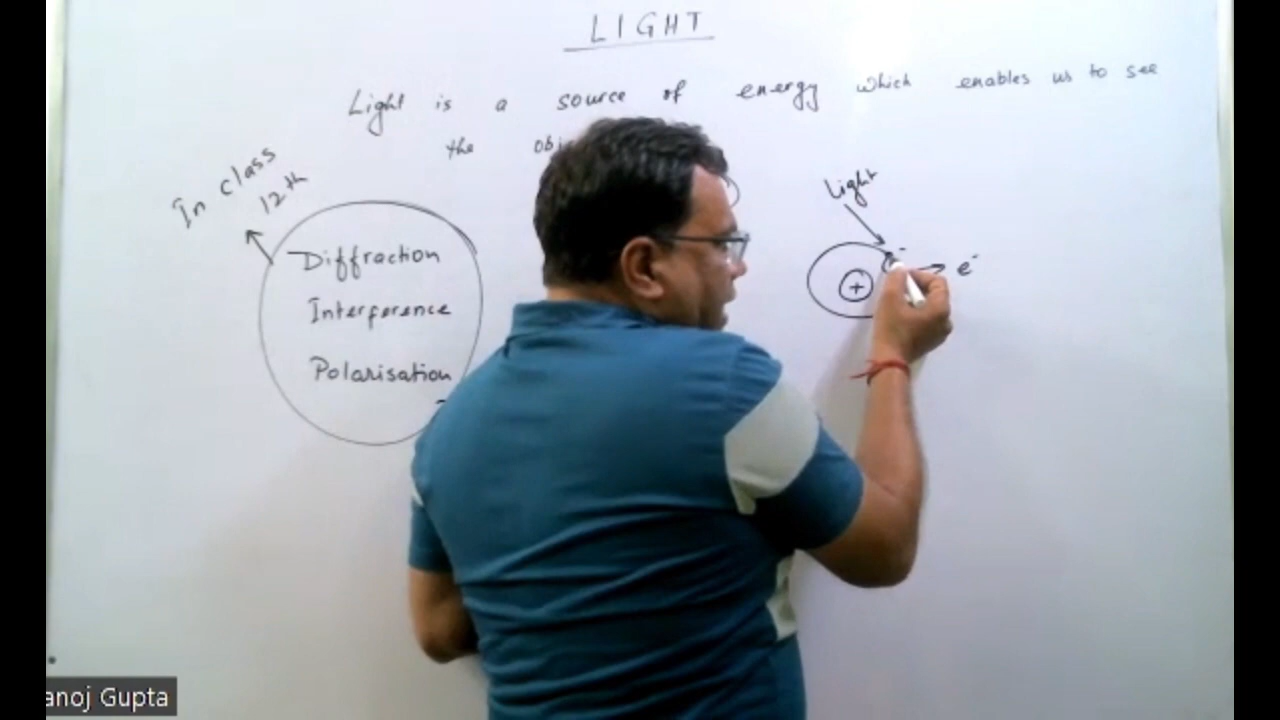 LIGHT
Light is a source of energy which enables us to see
the
In class
12th
Diffraction
Interference
Polarisation
Light
+
-
e-
anoj Gupta